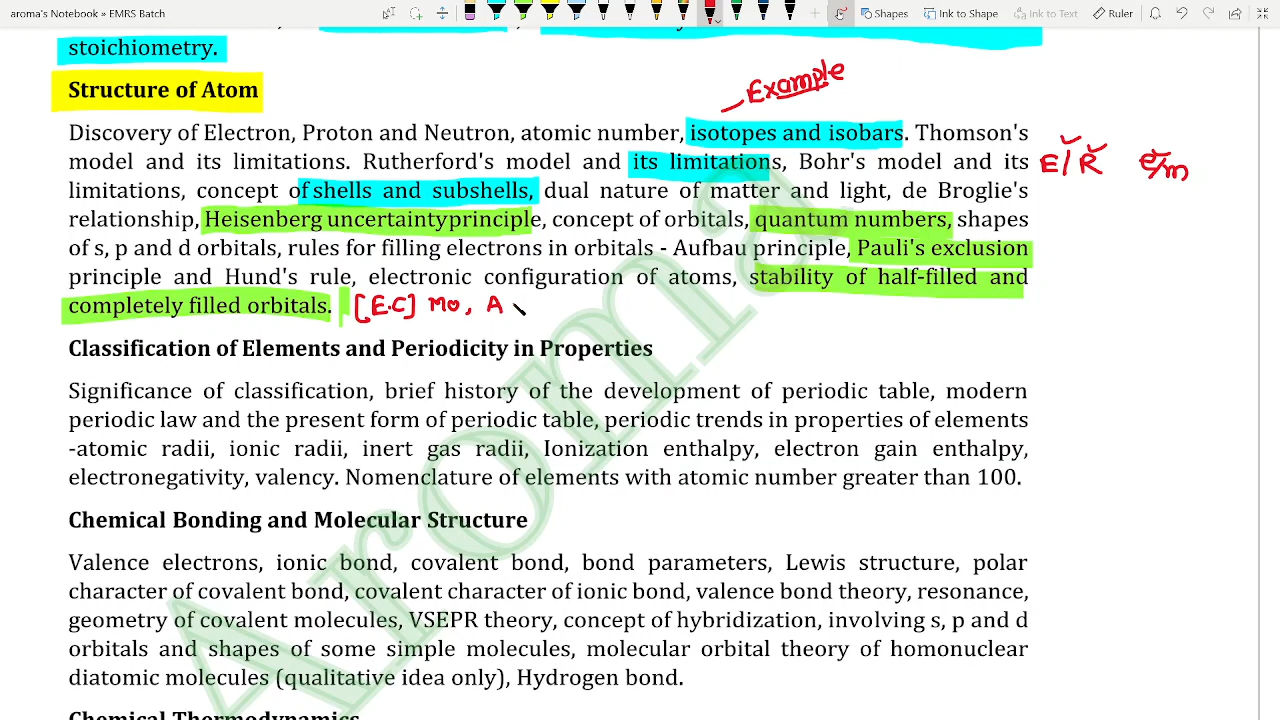 aroma's Notebook » EMRS Batch
Shapes Ink to Shape Ink to Text Ruler
stoichiometry.
Structure of Atom
Example
Discovery of Electron, Proton and Neutron, atomic number, isotopes and isobars. Thomson's
model and its limitations. Rutherford's model and its limitations, Bohr's model and its E/R e/m
limitations, concept of shells and subshells, dual nature of matter and light, de Broglie's
relationship, Heisenberg uncertaintyprinciple, concept of orbitals, quantum numbers, shapes
of s, p and d orbitals, rules for filling electrons in orbitals - Aufbau principle, Pauli's exclusion
principle and Hund's rule, electronic configuration of atoms, stability of half-filled and
completely filled orbitals. [E.C] Mo, A
Classification of Elements and Periodicity in Properties
Significance of classification, brief history of the development of periodic table, modern
periodic law and the present form of periodic table, periodic trends in properties of elements
-atomic radii, ionic radii, inert gas radii, Ionization enthalpy, electron gain enthalpy,
electronegativity, valency. Nomenclature of elements with atomic number greater than 100.
Chemical Bonding and Molecular Structure
Valence electrons, ionic bond, covalent bond, bond parameters, Lewis structure, polar
character of covalent bond, covalent character of ionic bond, valence bond theory, resonance,
geometry of covalent molecules, VSEPR theory, concept of hybridization, involving s, p and d
orbitals and shapes of some simple molecules, molecular orbital theory of homonuclear
diatomic molecules (qualitative idea only), Hydrogen bond.
Chemical Thermodynamics
Aroma